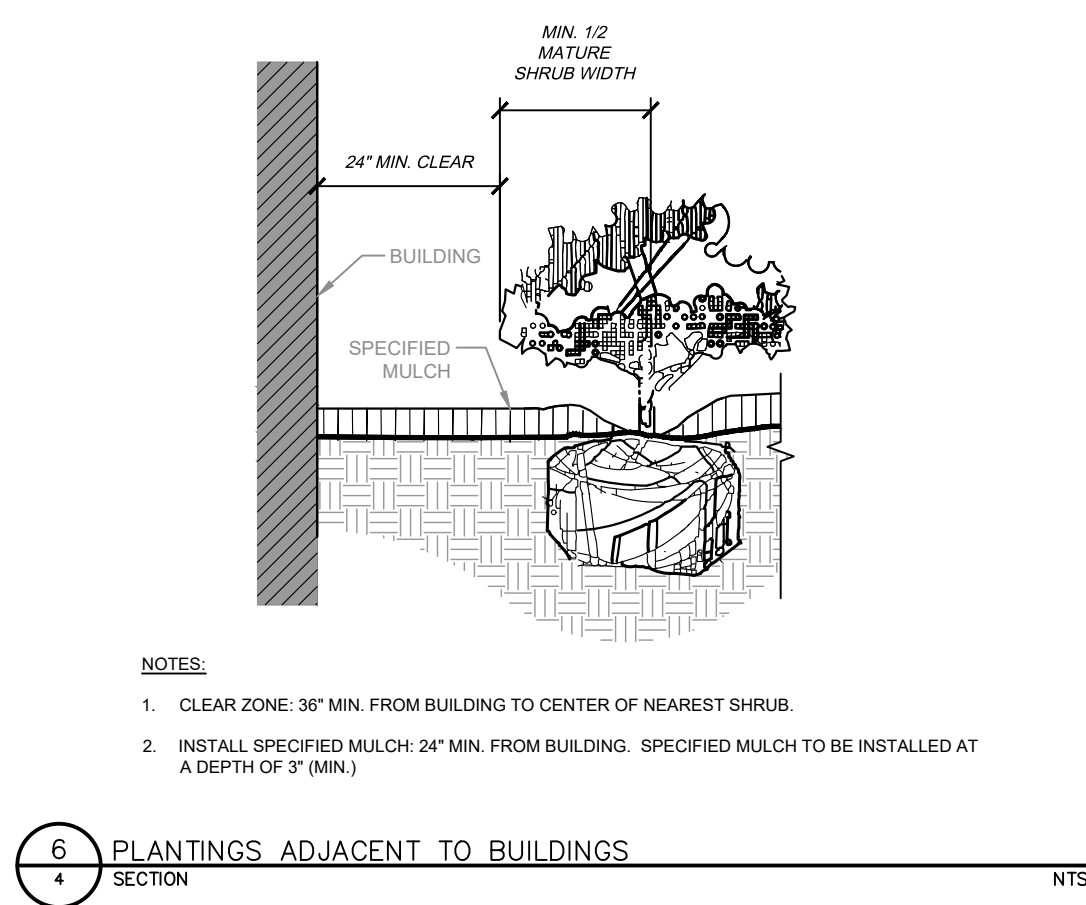 MIN. 1/2
MATURE
SHRUB WIDTH
24" MIN. CLEAR
BUILDING
SPECIFIED
MULCH
NOTES:
1. CLEAR ZONE: 36" MIN. FROM BUILDING TO CENTER OF NEAREST SHRUB.
2. INSTALL SPECIFIED MULCH: 24" MIN. FROM BUILDING. SPECIFIED MULCH TO BE INSTALLED AT
A DEPTH OF 3" (MIN.)
6 PLANTINGS ADJACENT TO BUILDINGS
4 SECTION NTS